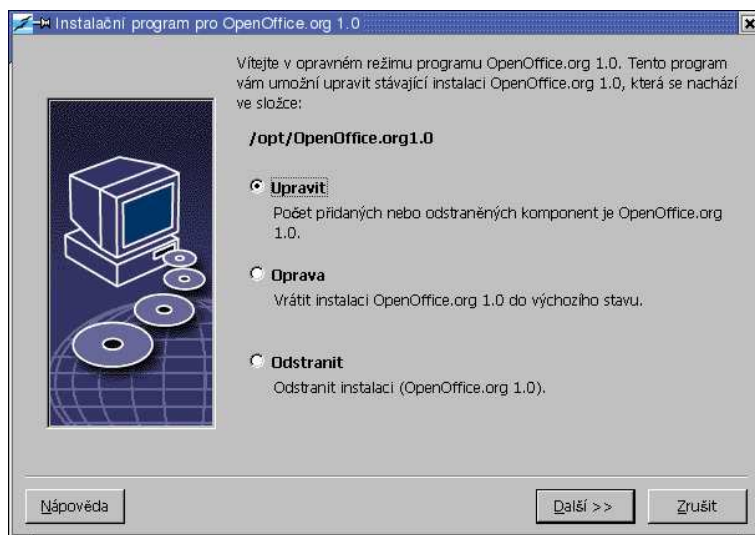 Instalační program pro OpenOffice.org 1.0
Vítejte v opravném režimu programu OpenOffice.org 1.0. Tento program
vám umožní upravit stávající instalaci OpenOffice.org 1.0, která se nachází
ve složce:
/opt/OpenOffice.org1.0
Upravit
Počet přidaných nebo odstraněných komponent je OpenOffice.org
1.0.
Oprava
Vrátit instalaci OpenOffice.org 1.0 do výchozího stavu.
Odstranit
Odstranit instalaci (OpenOffice.org 1.0).
Nápověda
Další >>
Zrušit